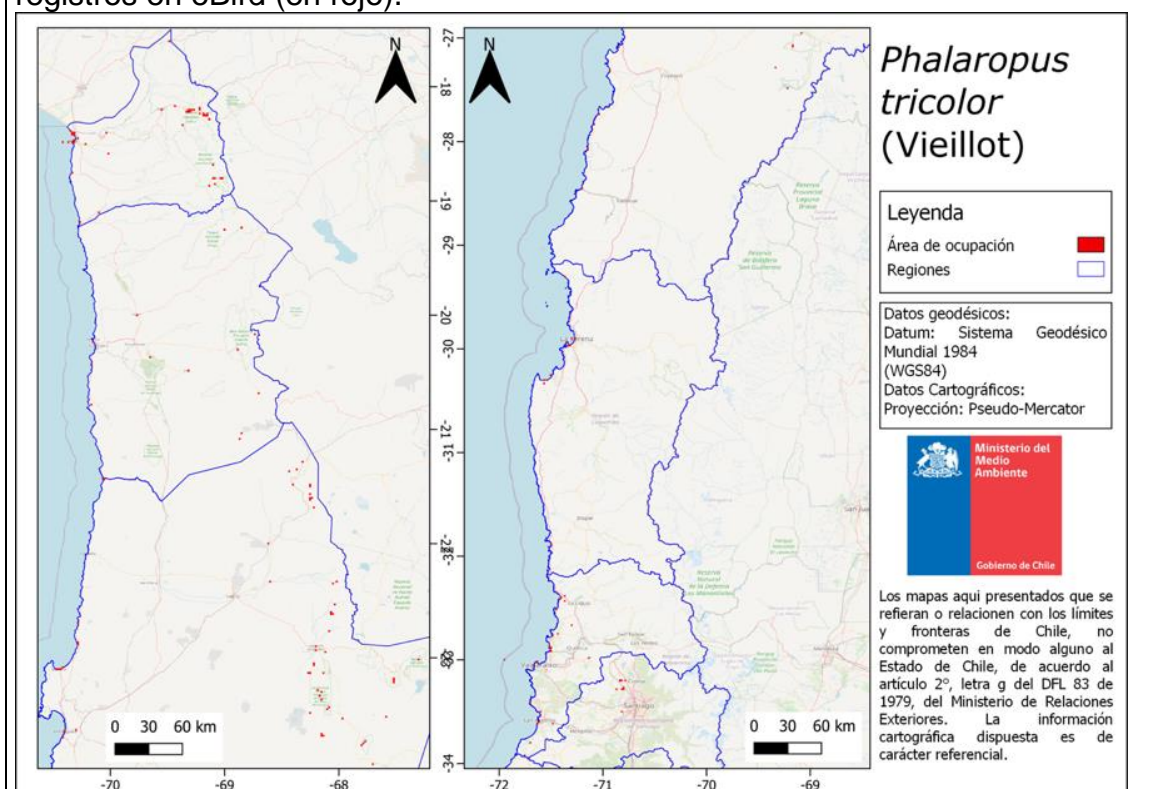 registros en eBird (en rojo).
N
N
Phalaropus
tricolor
(Vieillot)
Leyenda
Área de ocupación
Regiones
Datos geodésicos:
Datum: Sistema Geodésico
Mundial 1984
(WGS84)
Datos Cartográficos:
Proyección: Pseudo-Mercator
Ministerio del
Medio
Ambiente
Gobierno de Chile
Los mapas aqui presentados que se
refieran o relacionen con los límites
y fronteras de Chile, no
comprometen en modo alguno al
Estado de Chile, de acuerdo al
artículo 2º, letra g del DFL 83 de
1979, del Ministerio de Relaciones
Exteriores. La información
cartográfica dispuesta es de
carácter referencial.
-18
-19
-20
-21
-27
-28
-29
-30
-31
-34
La Serena
Santiago
0 30 60 km
0 30 60 km
-70 -69 -68
-72 -71 -70 -69